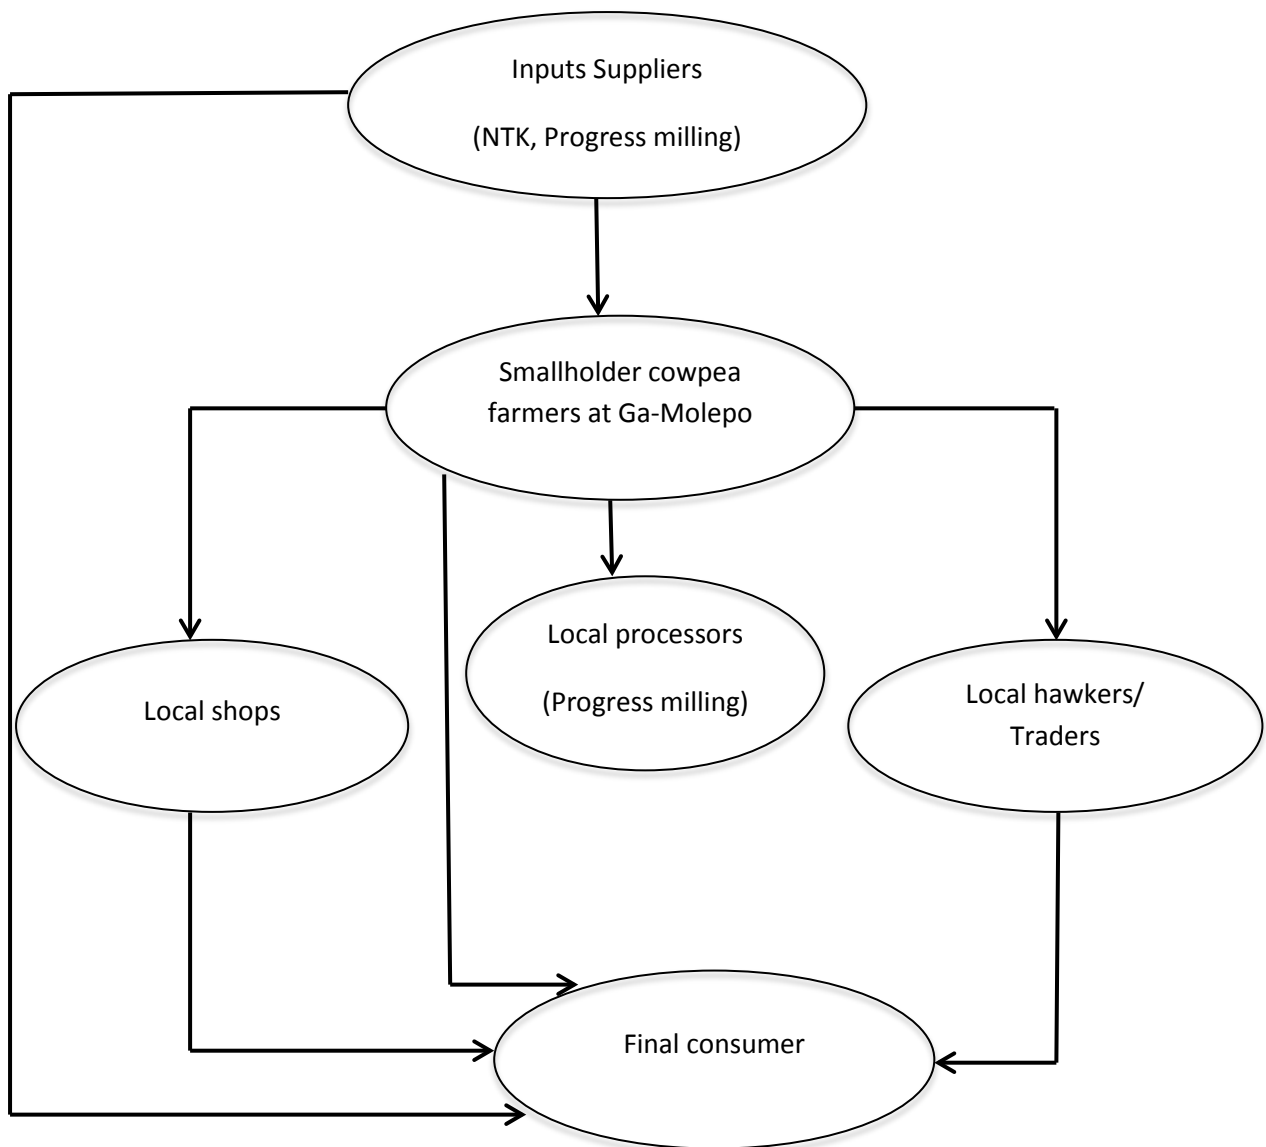 Inputs Suppliers
(NTK, Progress milling)
Smallholder cowpea
farmers at Ga-Molepo
Local processors
(Progress milling)
Local shops
Local hawkers/
Traders
Final consumer